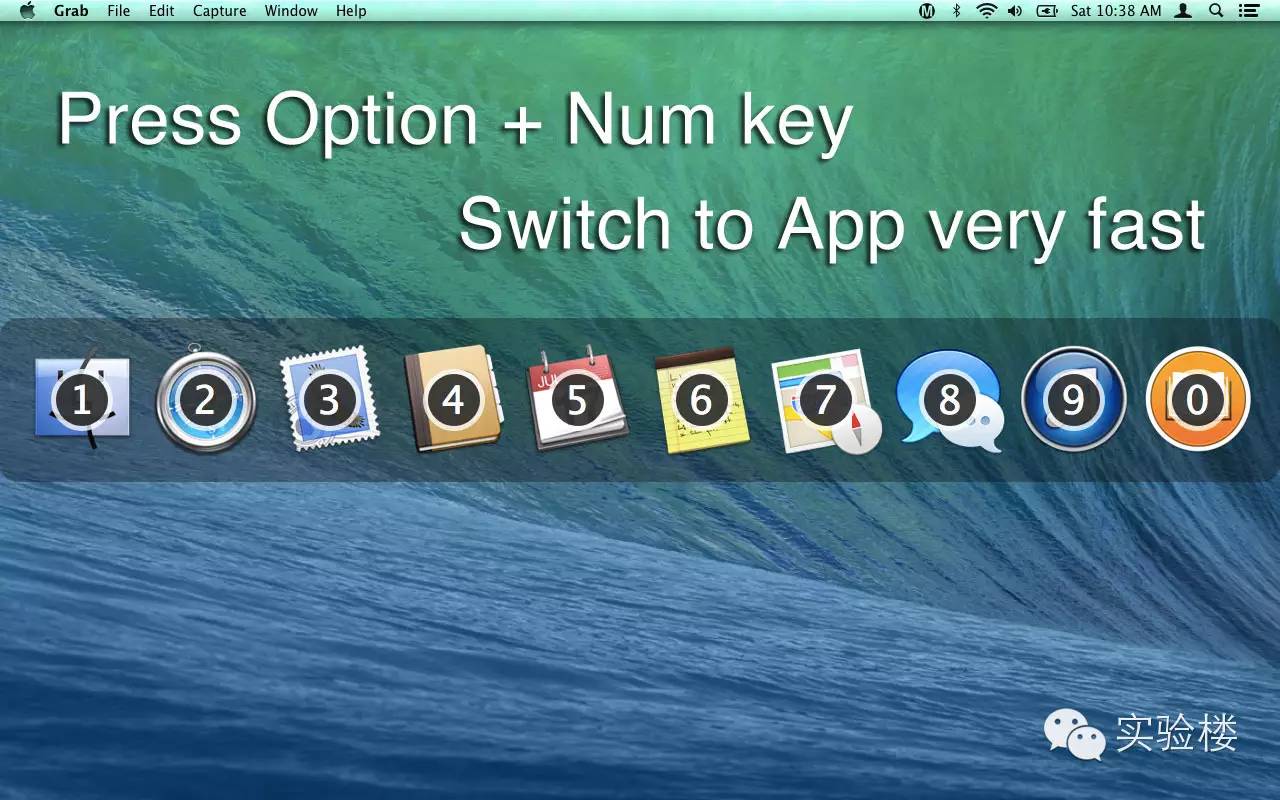 Grab File Edit Capture Window Help Sat 10:38 AM
Press Option + Num key
Switch to App very fast
JUL
1 2 3 4 5 6 7 8 9 0
实验楼